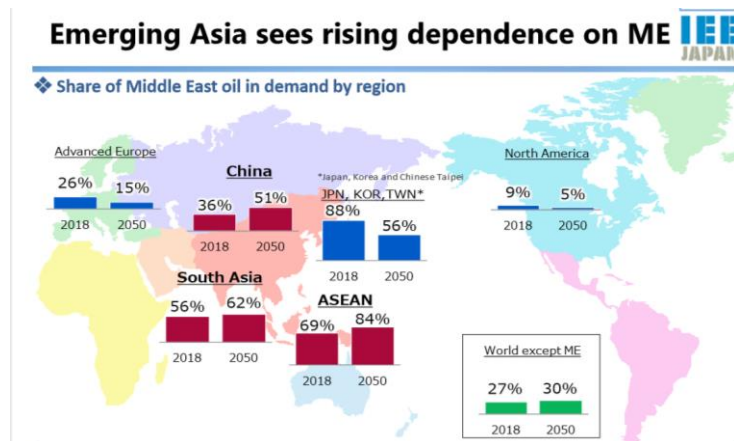 Emerging Asia sees rising dependence on ME
IEE
JAPAN
❖ Share of Middle East oil in demand by region
Advanced Europe
26% 15%
2018 2050
China
36% 51%
2018 2050
*Japan, Korea and Chinese Taipei
JPN, KOR,TWN*
88% 56%
2018 2050
North America
9% 5%
2018 2050
South Asia
56% 62%
2018 2050
ASEAN
69% 84%
2018 2050
World except ME
27% 30%
2018 2050